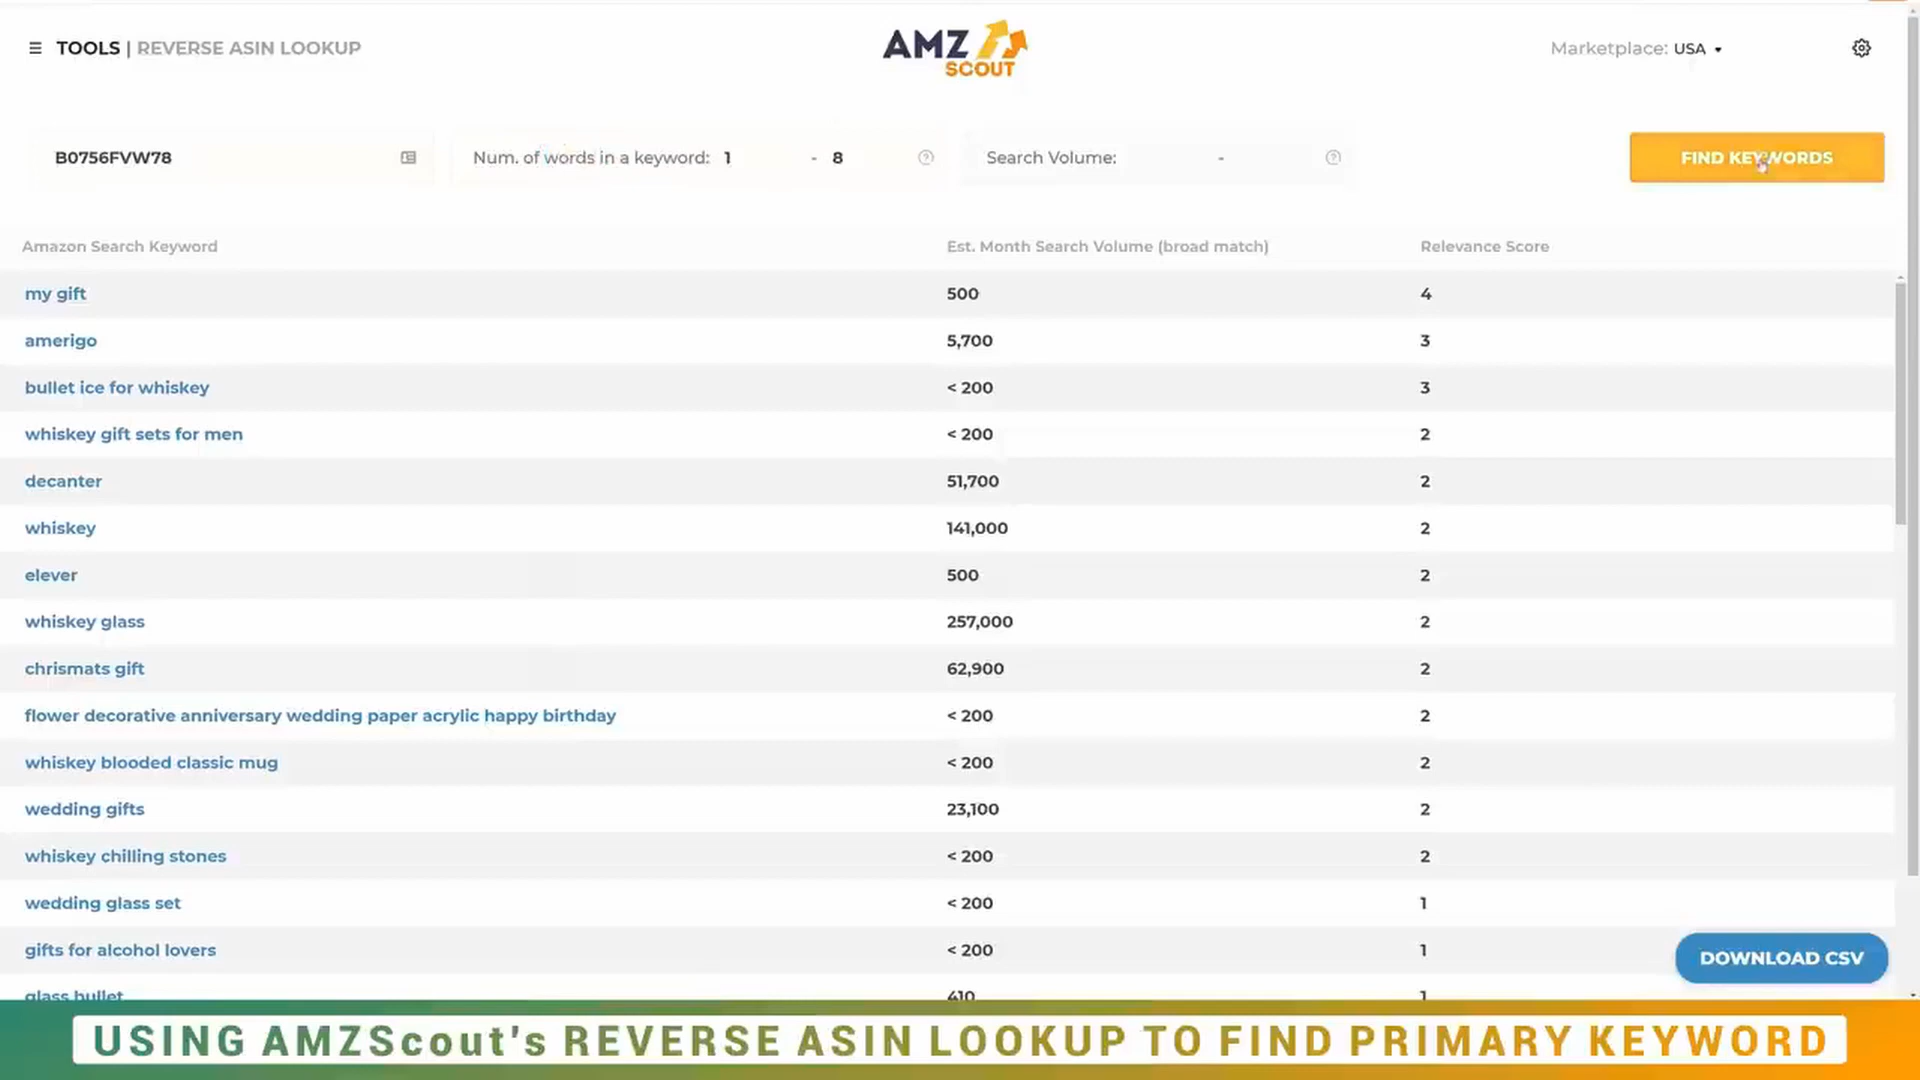 TOOLS | REVERSE ASIN LOOKUP
AMZ
SCOUT
Marketplace: USA
B0756FVW78
Num. of words in a keyword: 1 - 8
Search Volume: -
FIND KEYWORDS
Amazon Search Keyword Est. Month Search Volume (broad match) Relevance Score
my gift 500 4
amerigo 5,700 3
bullet ice for whiskey < 200 3
whiskey gift sets for men < 200 2
decanter 51,700 2
whiskey 141,000 2
elever 500 2
whiskey glass 257,000 2
chrismats gift 62,900 2
flower decorative anniversary wedding paper acrylic happy birthday < 200 2
whiskey blooded classic mug < 200 2
wedding gifts 23,100 2
whiskey chilling stones < 200 2
wedding glass set < 200 1
gifts for alcohol lovers < 200 1
DOWNLOAD CSV
glass bullet 410 1
USING AMZScout's REVERSE ASIN LOOKUP TO FIND PRIMARY KEYWORD